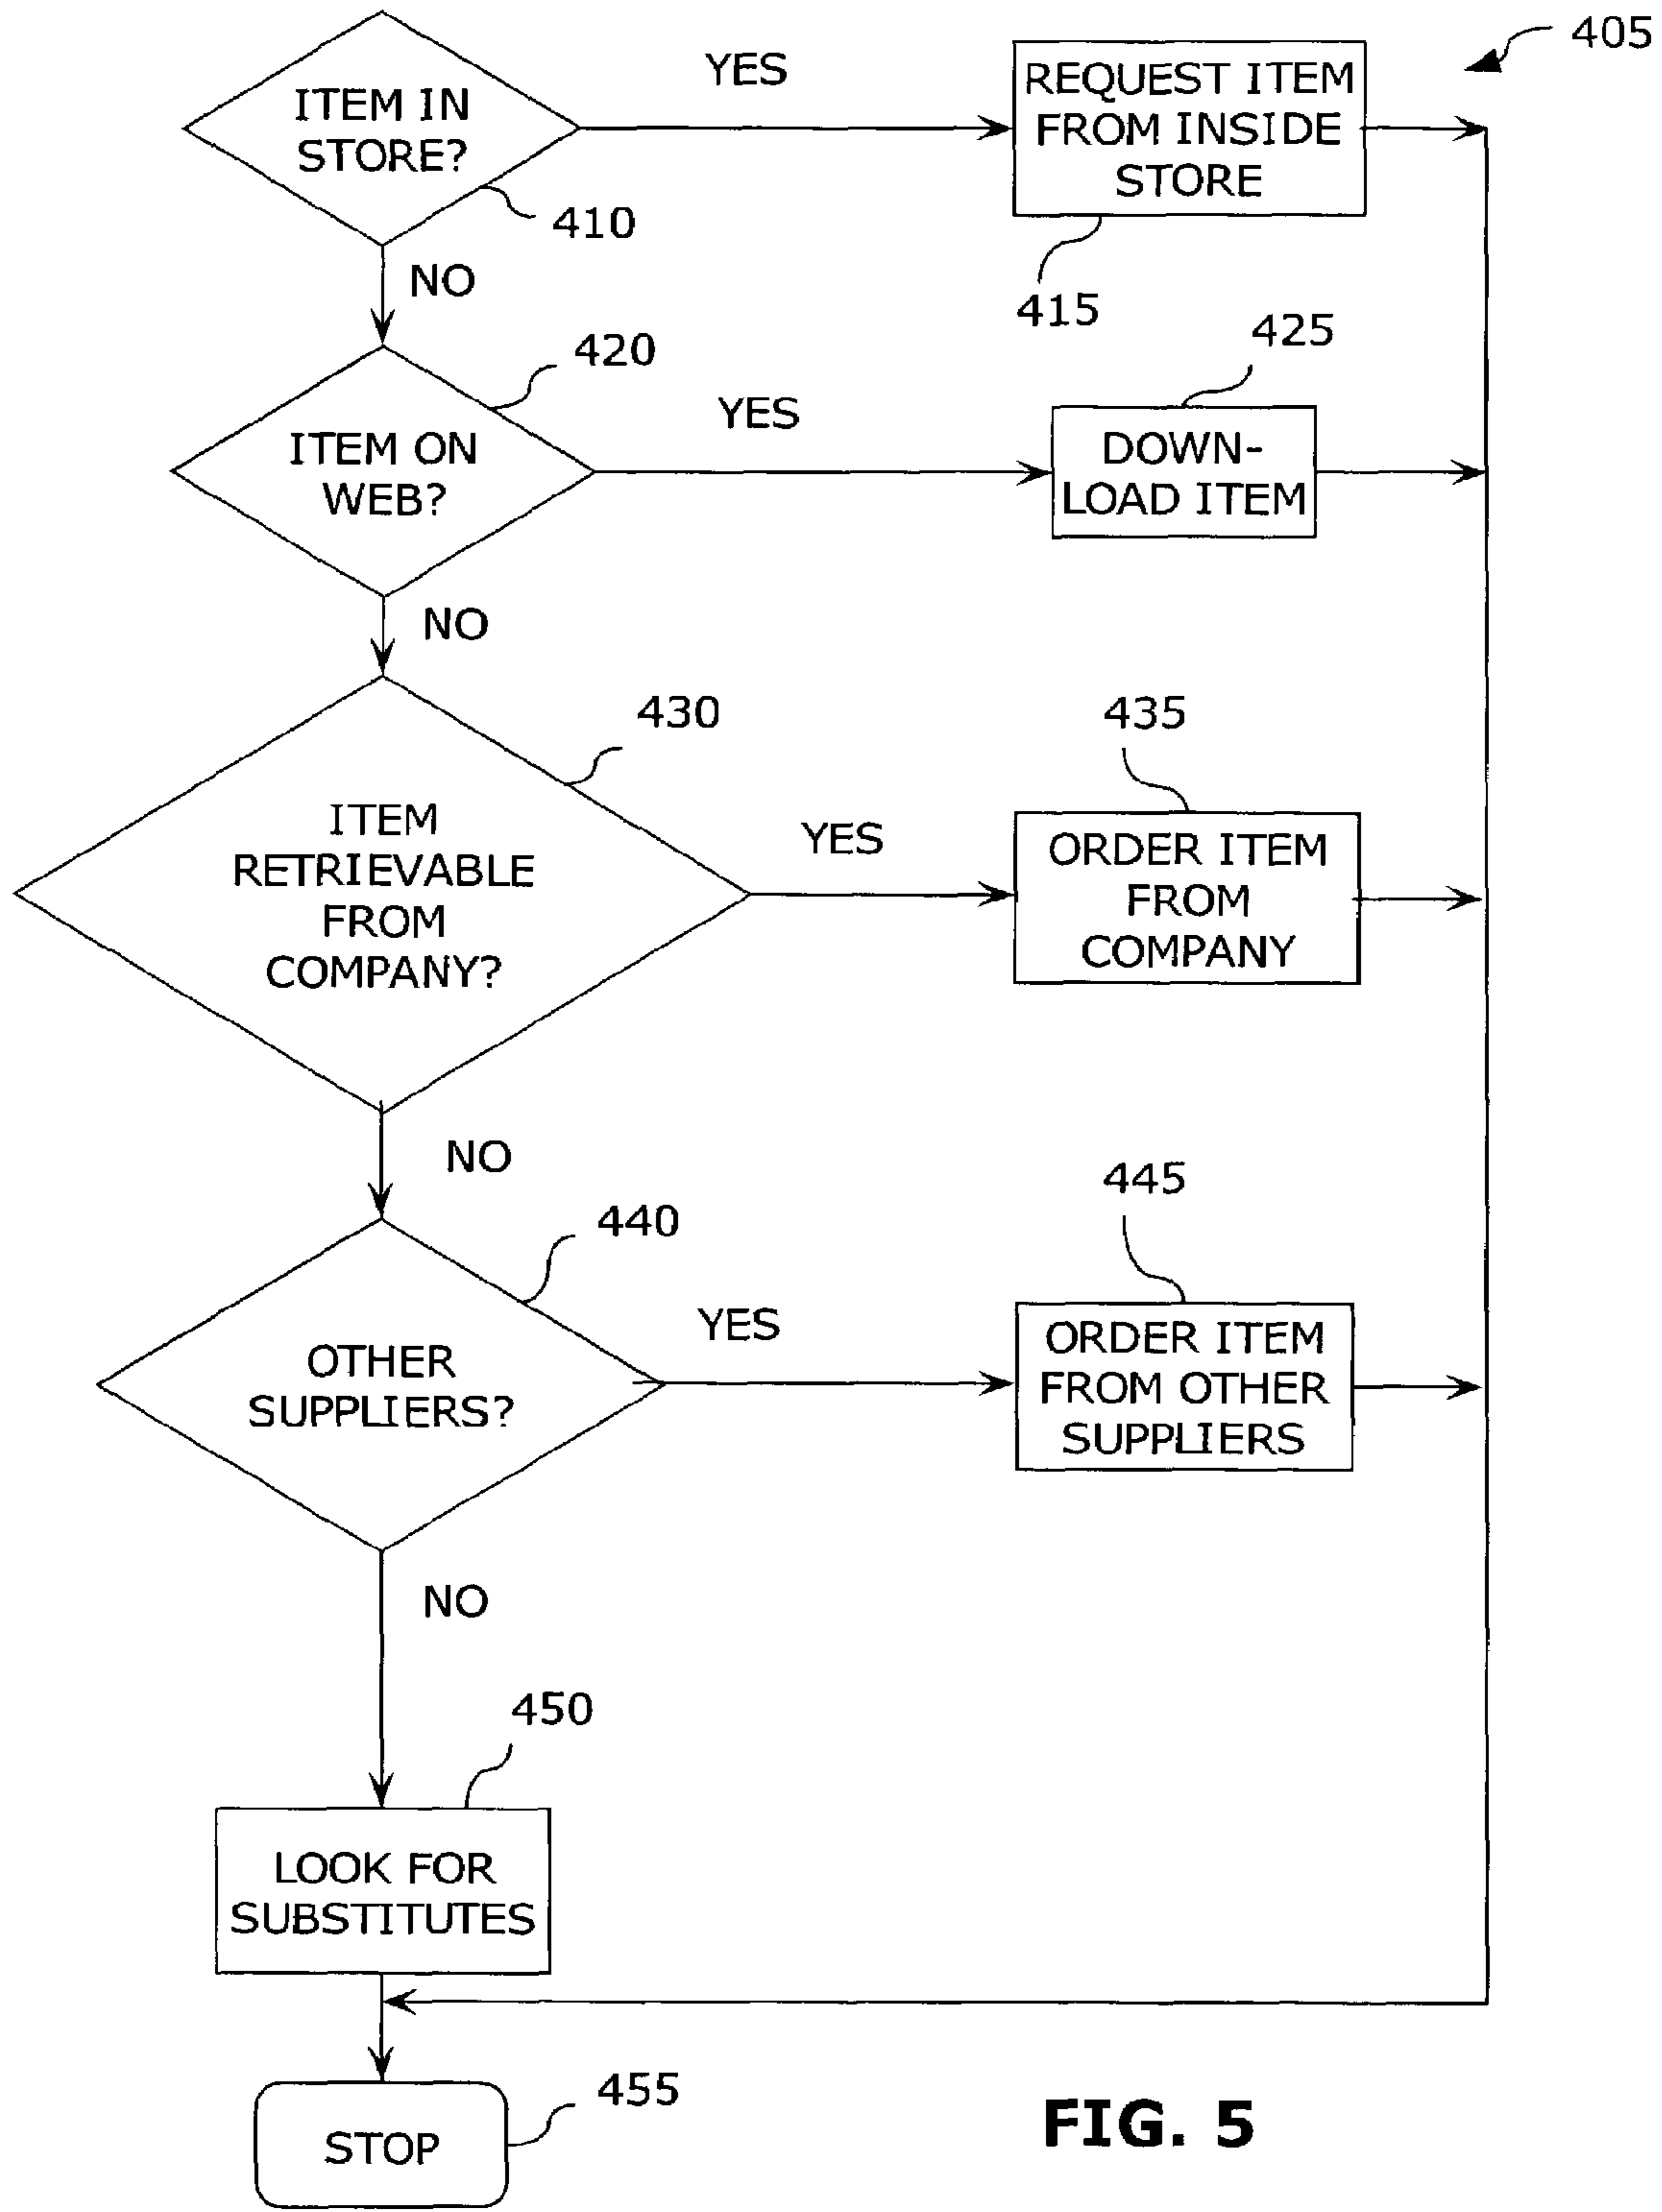 405
YES
REQUEST ITEM
FROM INSIDE
STORE
ITEM IN
STORE?
410
415
NO
420
425
YES
ITEM ON
WEB?
DOWN-
LOAD ITEM
NO
430
435
ITEM
RETRIEVABLE
FROM
COMPANY?
YES
ORDER ITEM
FROM
COMPANY
NO
440
445
OTHER
SUPPLIERS?
YES
ORDER ITEM
FROM OTHER
SUPPLIERS
NO
450
LOOK FOR
SUBSTITUTES
455
STOP
FIG. 5